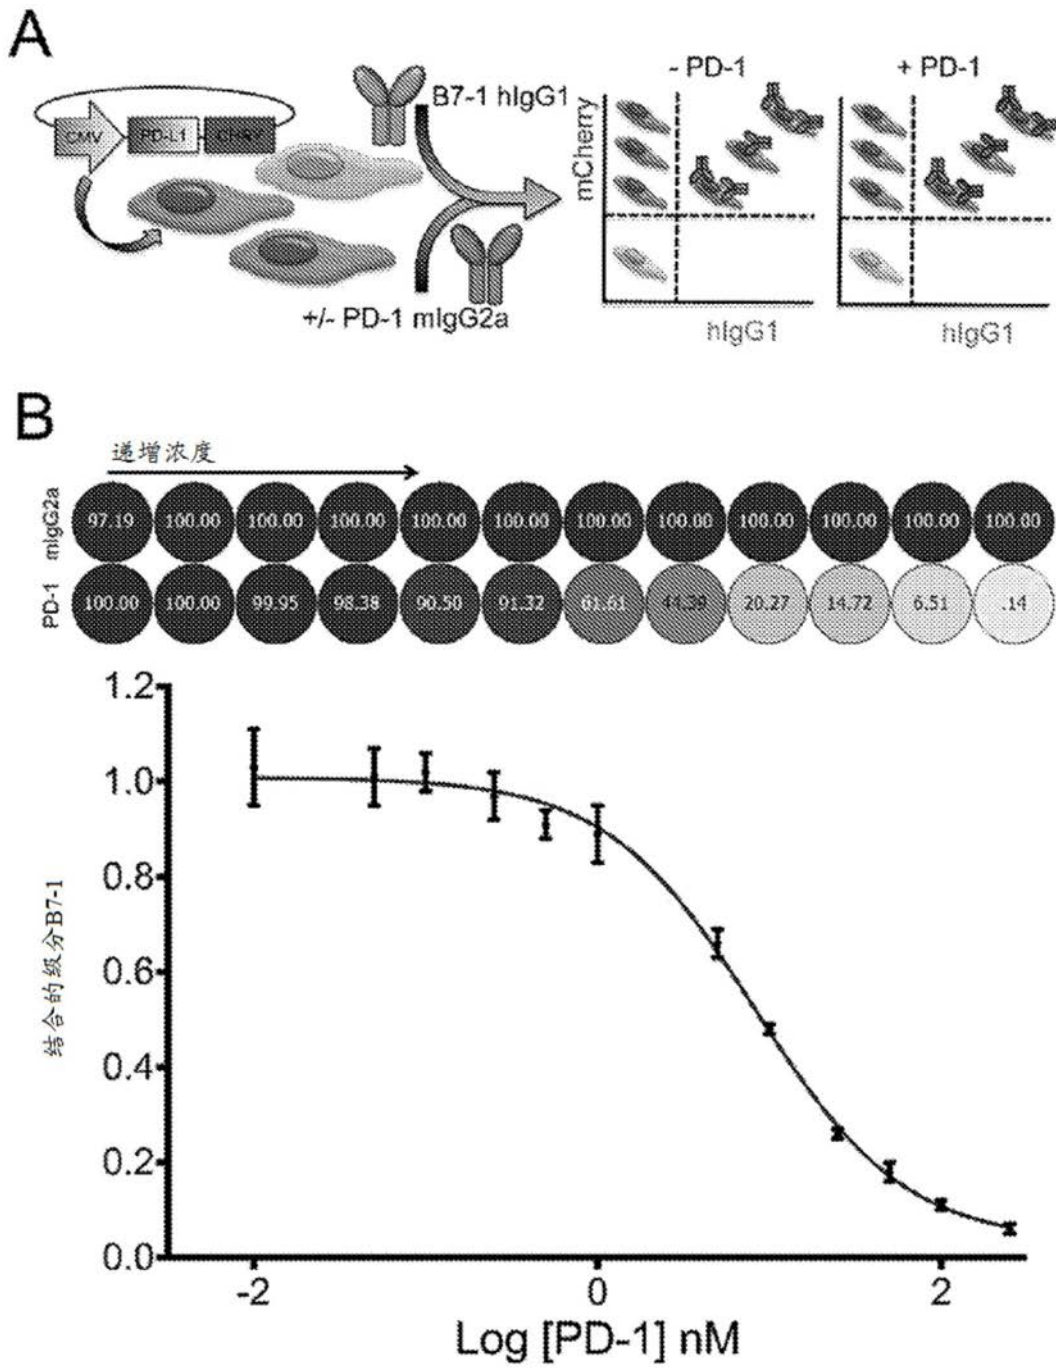 A
CMV PD-L1 CHRY
B7-1 hIgG1
+/- PD-1 mIgG2a
- PD-1
+ PD-1
mCherry
hIgG1
hIgG1
B
递增浓度
mIgG2a
97.19 100.00 100.00 100.00 100.00 100.00 100.00 100.00 100.00 100.00 100.00 100.00
PD-1
100.00 100.00 99.95 98.38 90.50 91.32 61.61 44.39 20.27 14.72 6.51 .14
1.2
1.0
0.8
0.6
0.4
0.2
0.0
结合的级分B7-1
-2 0 2
Log [PD-1] nM